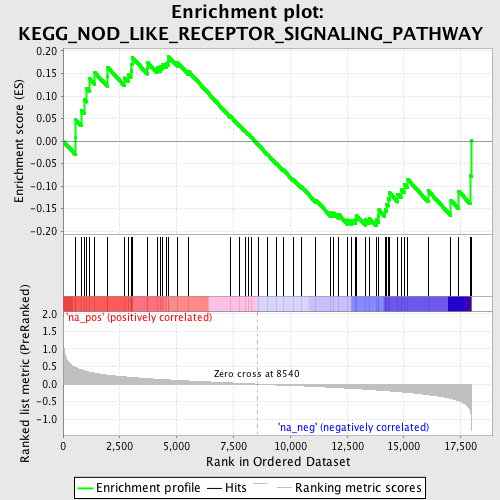 Enrichment plot:
KEGG_NOD_LIKE_RECEPTOR_SIGNALING_PATHWAY
Enrichment score (ES)
0.20
0.15
0.10
0.05
0.00
-0.05
-0.10
-0.15
-0.20
'na_pos' (positively correlated)
Ranked list metric (PreRanked)
2.0
1.5
1.0
0.5
0.0
-0.5
-1.0
Zero cross at 8540
'na_neg' (negatively correlated)
0
2,500
5,000
7,500
10,000
12,500
15,000
17,500
Rank in Ordered Dataset
Enrichment profile
Hits
Ranking metric scores